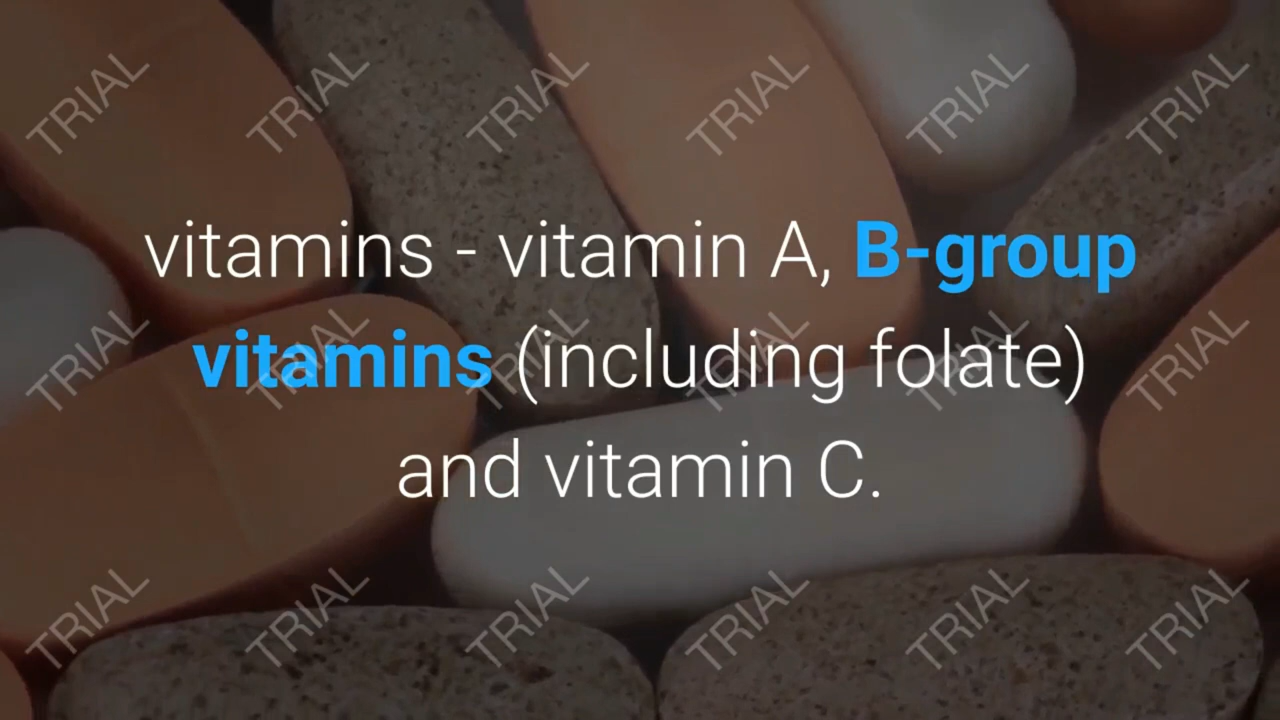 TRIAL TRIAL TRIAL TRIAL TRIAL TRIAL
vitamins - vitamin A, B-group
vitamins (including folate)
TRIAL TRIAL TRIAL TRIAL TRIAL TRIAL
and vitamin C.
TRIAL TRIAL TRIAL TRIAL TRIAL TRIAL